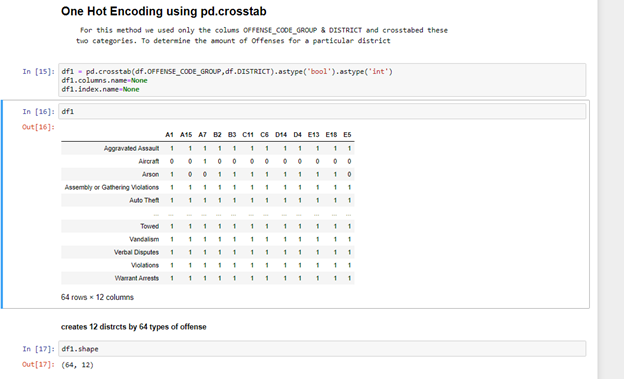 One Hot Encoding using pd.crosstab
For this method we used only the colums OFFENSE_CODE_GROUP & DISTRICT and crosstabed these
two categories. To determine the amount of Offenses for a particular district
In [15]: df1 = pd.crosstab(df.OFFENSE_CODE_GROUP,df.DISTRICT).astype('bool').astype('int')
df1.columns.name=None
df1.index.name=None
In [16]: df1
Out[16]:
A1 A15 A7 B2 B3 C11 C6 D14 D4 E13 E18 E5
Aggravated Assault 1 1 1 1 1 1 1 1 1 1 1 1
Aircraft 0 0 1 0 0 0 0 0 0 0 0 0
Arson 1 0 0 1 1 1 1 1 1 1 1 0
Assembly or Gathering Violations 1 1 1 1 1 1 1 1 1 1 1 1
Auto Theft 1 1 1 1 1 1 1 1 1 1 1 1
... ... ... ... ... ... ... ... ... ... ... ... ...
Towed 1 1 1 1 1 1 1 1 1 1 1 1
Vandalism 1 1 1 1 1 1 1 1 1 1 1 1
Verbal Disputes 1 1 1 1 1 1 1 1 1 1 1 1
Violations 1 1 1 1 1 1 1 1 1 1 1 1
Warrant Arrests 1 1 1 1 1 1 1 1 1 1 1 1
64 rows × 12 columns
creates 12 distrcts by 64 types of offense
In [17]: df1.shape
Out[17]: (64, 12)